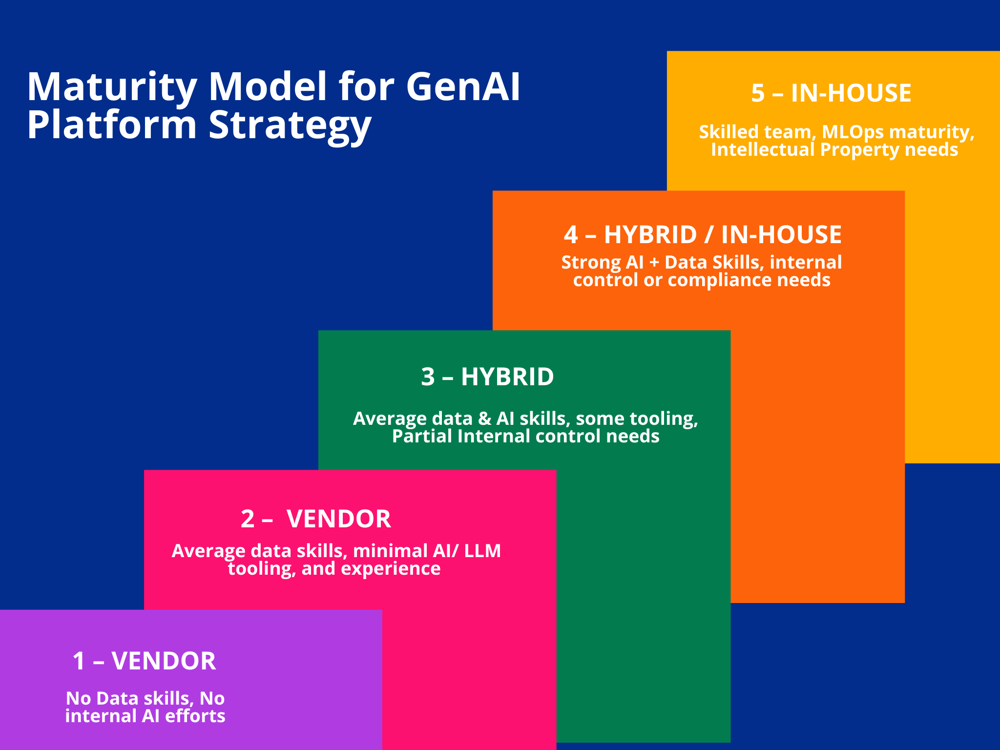 Maturity Model for GenAI
Platform Strategy
5 – IN-HOUSE
Skilled team, MLOps maturity,
Intellectual Property needs
4 – HYBRID / IN-HOUSE
Strong AI + Data Skills, internal
control or compliance needs
3 – HYBRID
Average data & AI skills, some tooling,
Partial Internal control needs
2 –  VENDOR
Average data skills, minimal AI/ LLM
tooling, and experience
1 – VENDOR
No Data skills, No
internal AI efforts